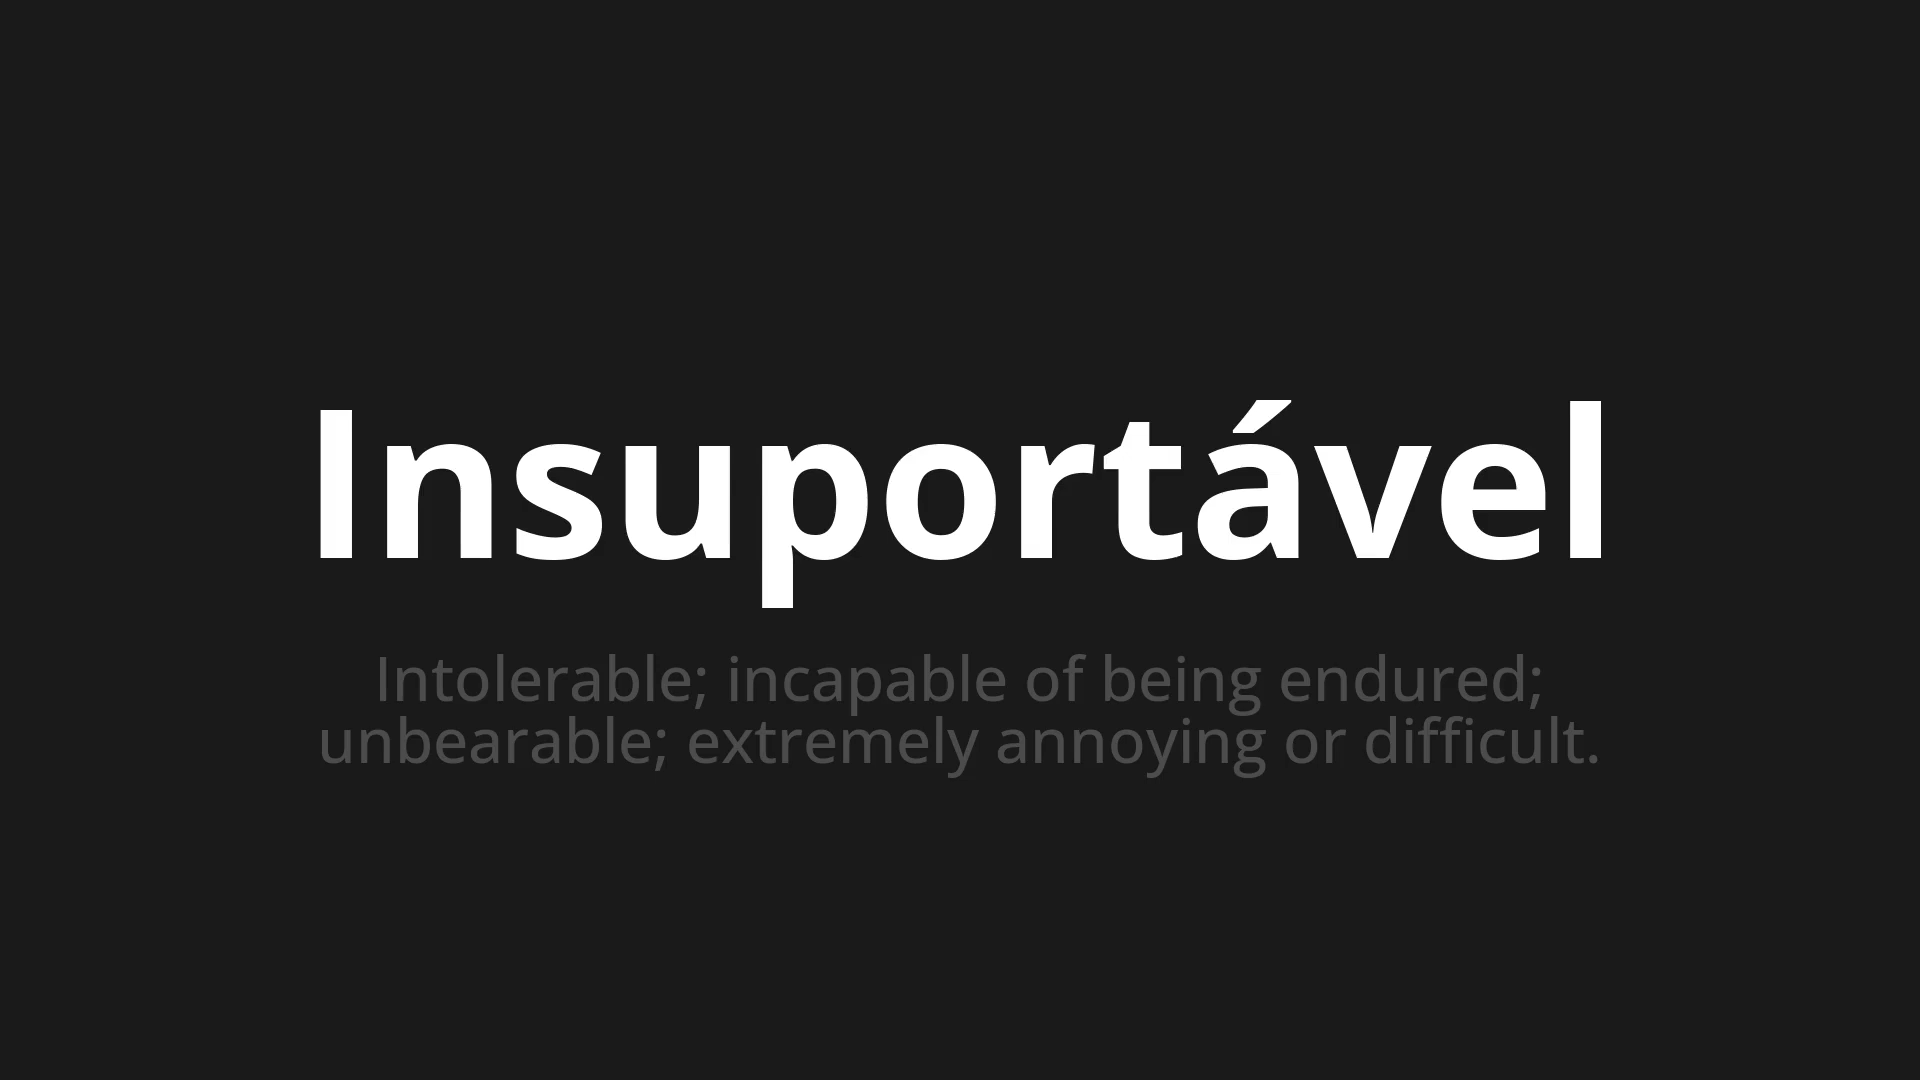 Insuportável
Intolerable; incapable of being endured;
unbearable; extremely annoying or difficult.